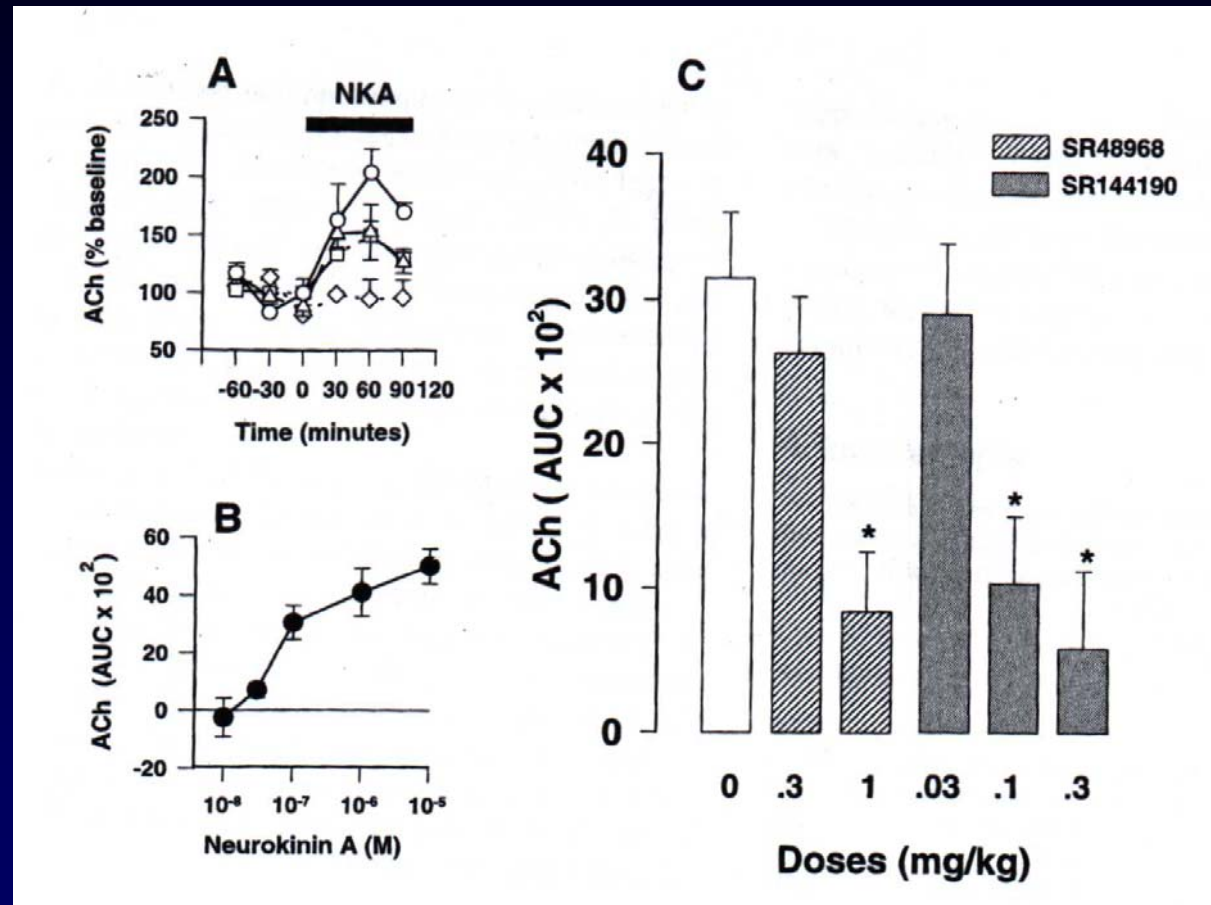 A
NKA
250
200
150
100
50
ACh (% baseline)
-60 -30 0 30 60 90 120
Time (minutes)
B
60
40
20
0
-20
ACh (AUC x 10²)
10⁻⁸ 10⁻⁷ 10⁻⁶ 10⁻⁵
Neurokinin A (M)
C
SR48968
SR144190
40
30
20
10
0
ACh ( AUC x 10²)
*
*
*
0 .3 1 .03 .1 .3
Doses (mg/kg)